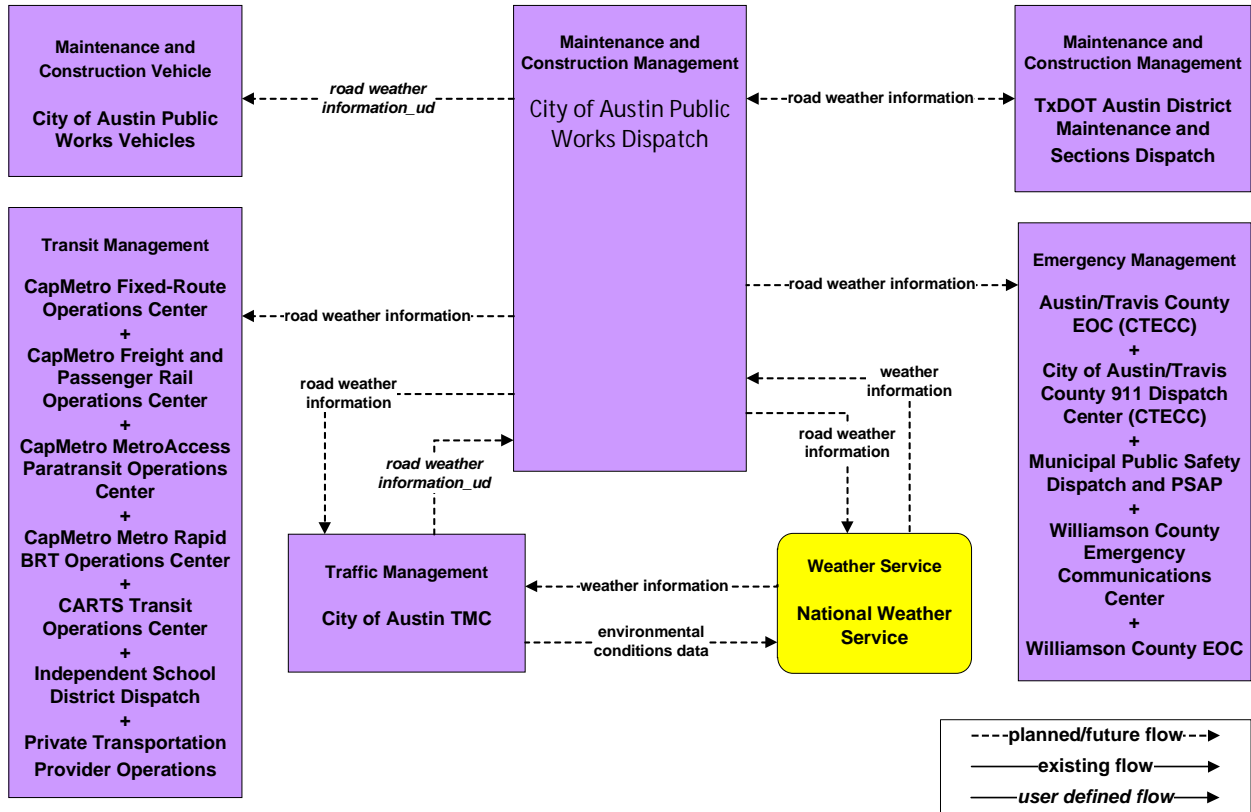 Maintenance and
Construction Vehicle
City of Austin Public
Works Vehicles
road weather
information_ud
Maintenance and
Construction Management
City of Austin Public
Works Dispatch
road weather information
Maintenance and
Construction Management
TxDOT Austin District
Maintenance and
Sections Dispatch
Transit Management
CapMetro Fixed-Route
Operations Center
+
CapMetro Freight and
Passenger Rail
Operations Center
+
CapMetro MetroAccess
Paratransit Operations
Center
+
CapMetro Metro Rapid
BRT Operations Center
+
CARTS Transit
Operations Center
+
Independent School
District Dispatch
+
Private Transportation
Provider Operations
road weather information
road weather
information
road weather
information_ud
road weather information
weather
information
road weather
information
Emergency Management
Austin/Travis County
EOC (CTECC)
+
City of Austin/Travis
County 911 Dispatch
Center (CTECC)
+
Municipal Public Safety
Dispatch and PSAP
+
Williamson County
Emergency
Communications
Center
+
Williamson County EOC
Traffic Management
City of Austin TMC
weather information
environmental
conditions data
Weather Service
National Weather
Service
planned/future flow
existing flow
user defined flow